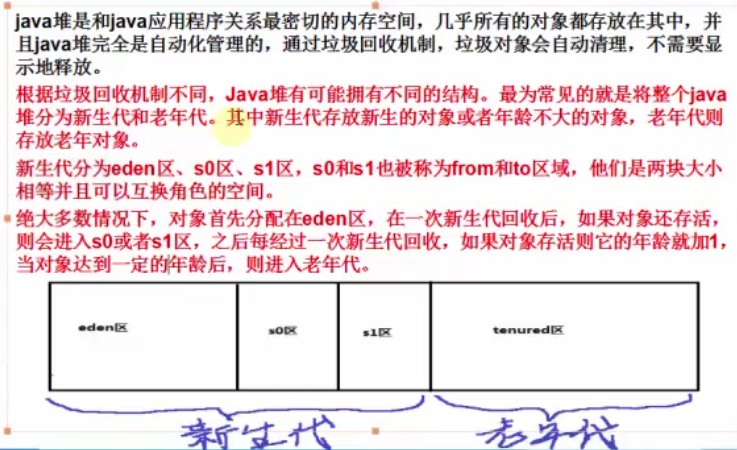 java堆是和java应用程序关系最密切的内存空间，几乎所有的对象都存放在其中，并
且java堆完全是自动化管理的，通过垃圾回收机制，垃圾对象会自动清理，不需要显
示地释放。
根据垃圾回收机制不同，Java堆有可能拥有不同的结构。最为常见的就是将整个java
堆分为新生代和老年代。其中新生代存放新生的对象或者年龄不大的对象，老年代则
存放老年对象。
新生代分为eden区、s0区、s1区，s0和s1也被称为from和to区域，他们是两块大小
相等并且可以互换角色的空间。
绝大多数情况下，对象首先分配在eden区，在一次新生代回收后，如果对象还存活，
则会进入s0或者s1区，之后每经过一次新生代回收，如果对象存活则它的年龄就加1，
当对象达到一定的年龄后，则进入老年代。
eden区 s0区 s1区 tenured区
新生代 老年代